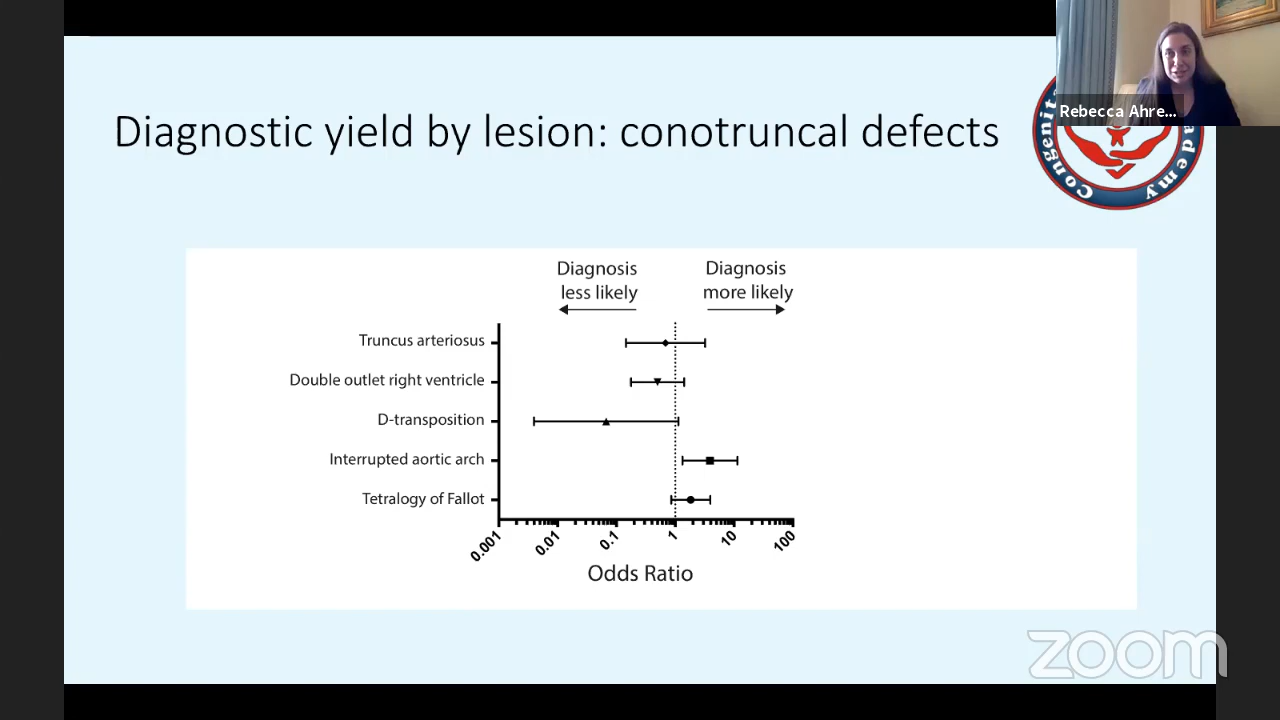 Rebecca Ahre...
Diagnostic yield by lesion: conotruncal defects
Congenit
ademy
Diagnosis
less likely
Diagnosis
more likely
Truncus arteriosus
Double outlet right ventricle
D-transposition
Interrupted aortic arch
Tetralogy of Fallot
0.001
0.01
0.1
1
10
100
Odds Ratio
zoom